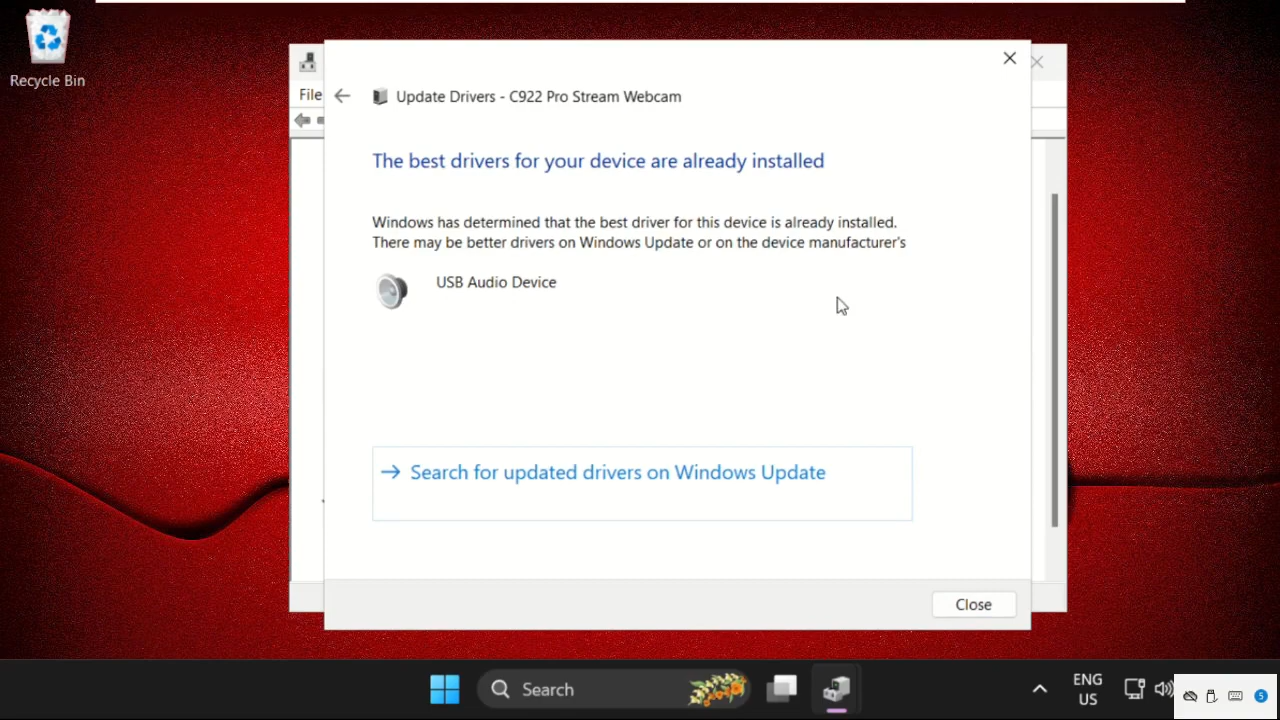 Recycle Bin
File
Update Drivers - C922 Pro Stream Webcam
The best drivers for your device are already installed
Windows has determined that the best driver for this device is already installed.
There may be better drivers on Windows Update or on the device manufacturer's
USB Audio Device
Search for updated drivers on Windows Update
Close
Search
ENG
US
5